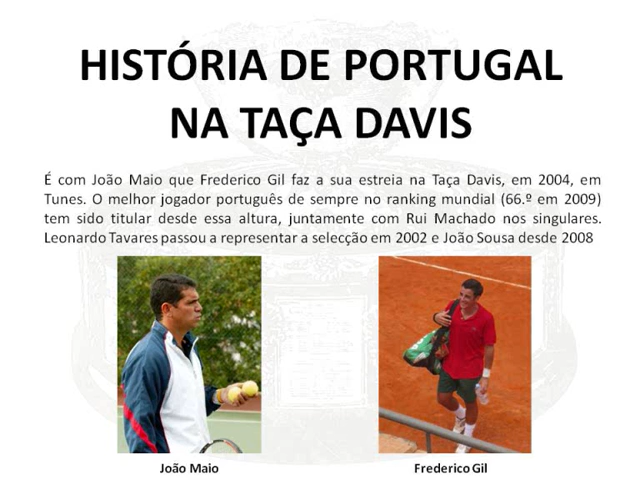 HISTÓRIA DE PORTUGAL
NA TAÇA DAVIS
É com João Maio que Frederico Gil faz a sua estreia na Taça Davis, em 2004, em
Tunes. O melhor jogador português de sempre no ranking mundial (66.º em 2009)
tem sido titular desde essa altura, juntamente com Rui Machado nos singulares.
Leonardo Tavares passou a representar a selecção em 2002 e João Sousa desde 2008
João Maio
Frederico Gil